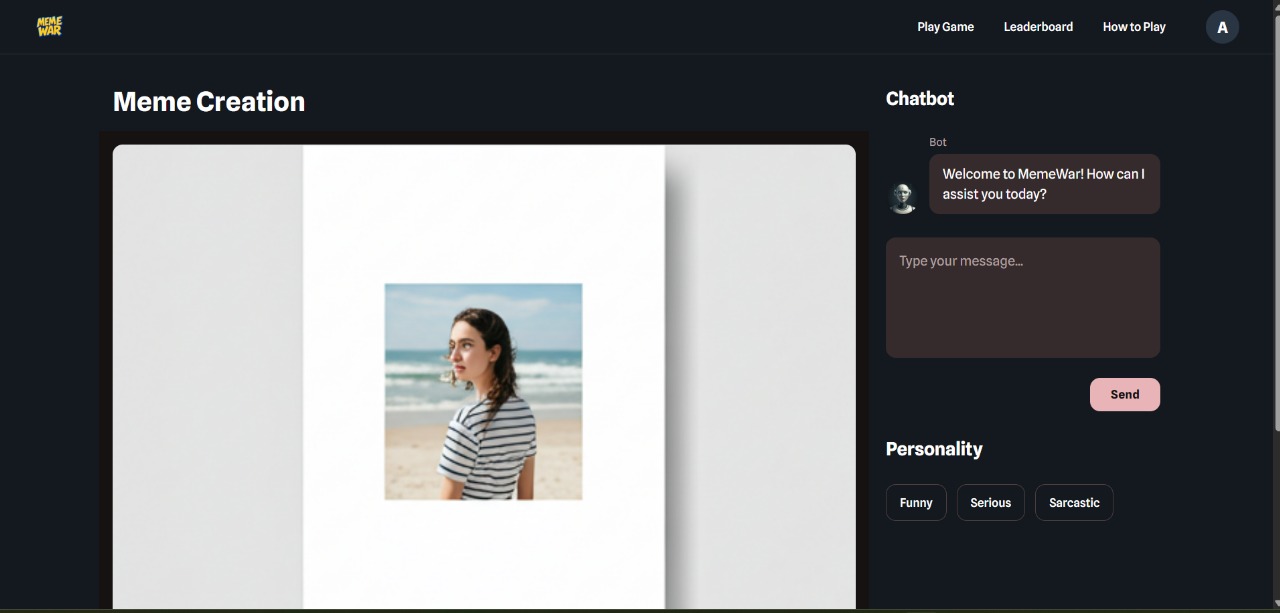 MEME
WAR
Play Game
Leaderboard
How to Play
A
Meme Creation
Chatbot
Bot
Welcome to MemeWar! How can I
assist you today?
Type your message...
Send
Personality
Funny
Serious
Sarcastic